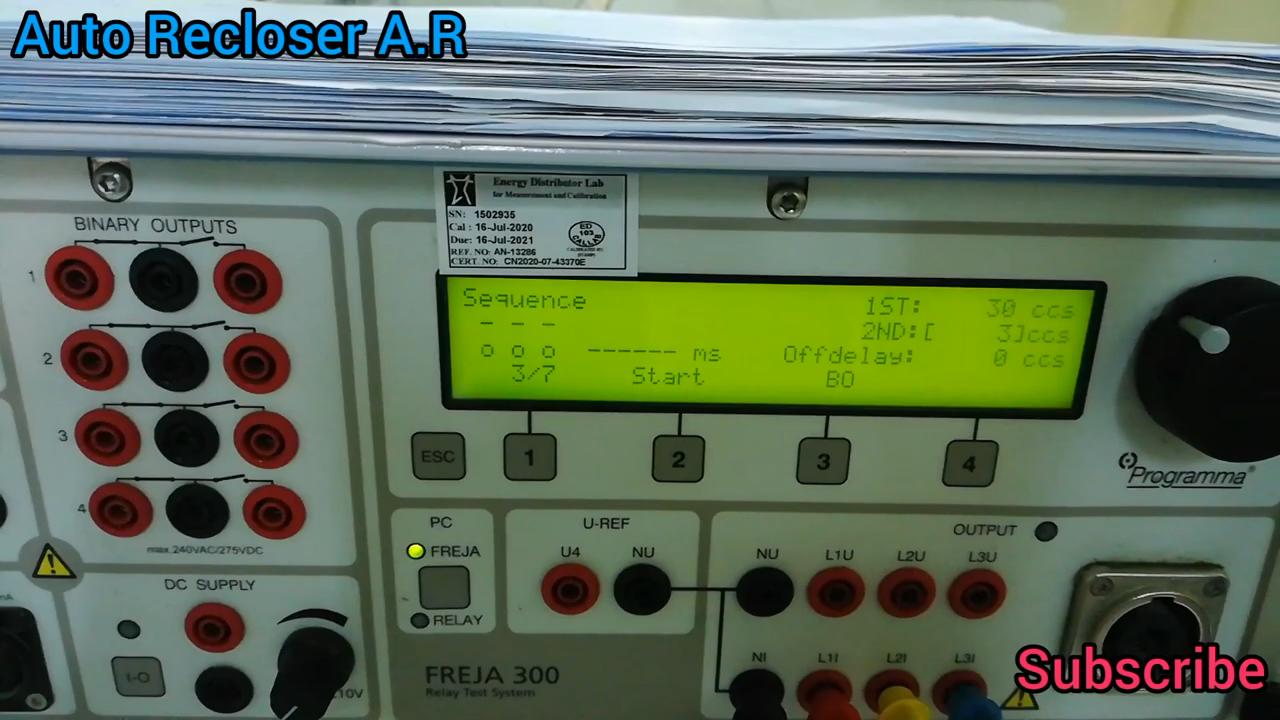 Auto Recloser A.R
BINARY OUTPUTS
1
2
3
4
max.240VAC/275VDC
Energy Distributor Lab
for Measurement and Calibration
SN: 1502935
Cal : 16-Jul-2020
Due: 16-Jul-2021
REF. NO: AN-13286
CERT. NO: CN2020-07-43370E
ED
103
Sequence
1ST: 30 ccs
2ND:[ 3]ccs
------ ms
Offdelay: 0 ccs
3/7 Start BO
ESC 1 2 3 4
Programma®
PC
FREJA
RELAY
U-REF
U4 NU
OUTPUT
NU L1U L2U L3U
NI L1I L2I L3I
DC SUPPLY
I-O
FREJA 300
Relay Test System
Subscribe